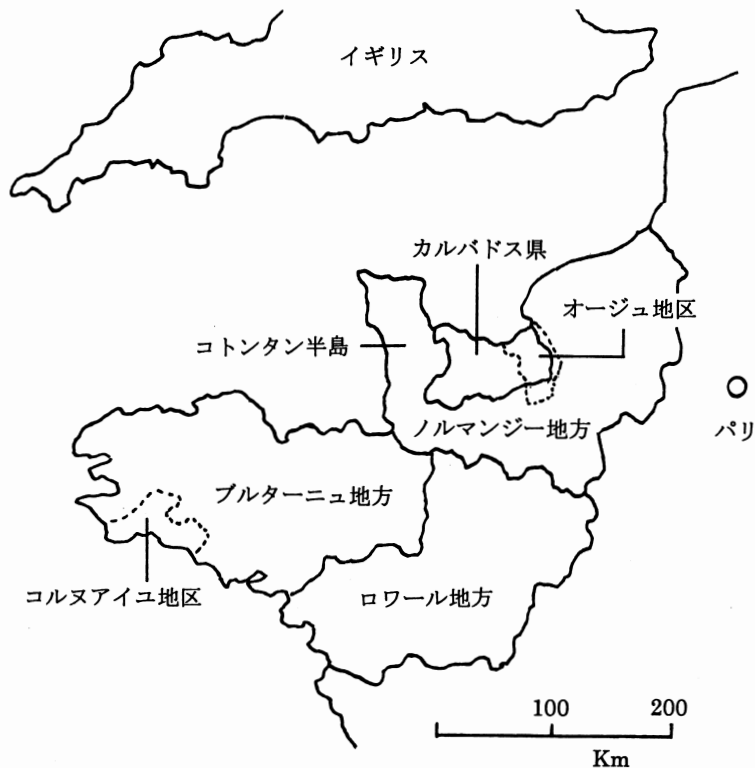 イギリス
カルバドス県
オージュ地区
コトンタン半島
ノルマンジー地方
パリ
ブルターニュ地方
コルヌアイユ地区
ロワール地方
100 200
Km